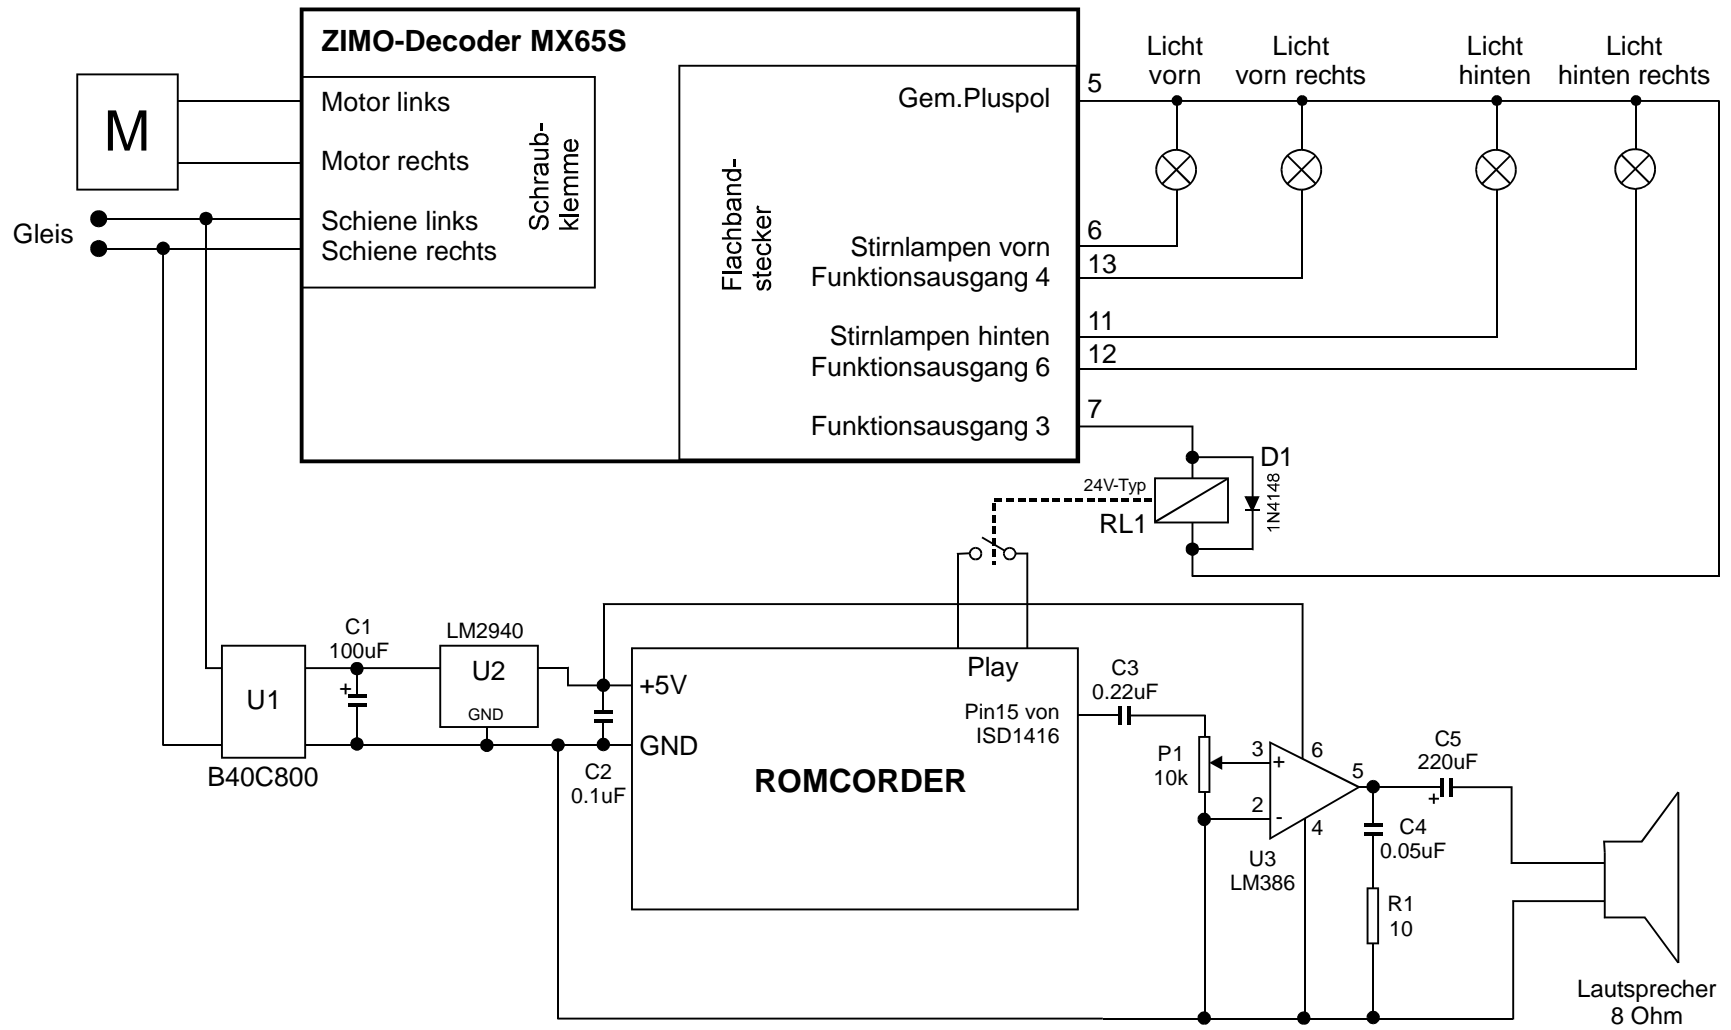 ZIMO-Decoder MX65S
M
Motor links
Motor rechts
Schiene links
Schiene rechts
Schraub-
klemme
Gleis
Flachband-
stecker
Gem.Pluspol
5
Stirnlampen vorn
6
Funktionsausgang 4
13
Stirnlampen hinten
11
Funktionsausgang 6
12
Funktionsausgang 3
7
Licht
vorn
Licht
vorn rechts
Licht
hinten
Licht
hinten rechts
D1
1N4148
24V-Typ
RL1
U1
B40C800
C1
100uF
+
LM2940
U2
GND
+5V
GND
C2
0.1uF
Play
Pin15 von
ISD1416
ROMCORDER
C3
0.22uF
P1
10k
3
+
2
-
6
5
4
U3
LM386
C5
220uF
+
C4
0.05uF
R1
10
Lautsprecher
8 Ohm